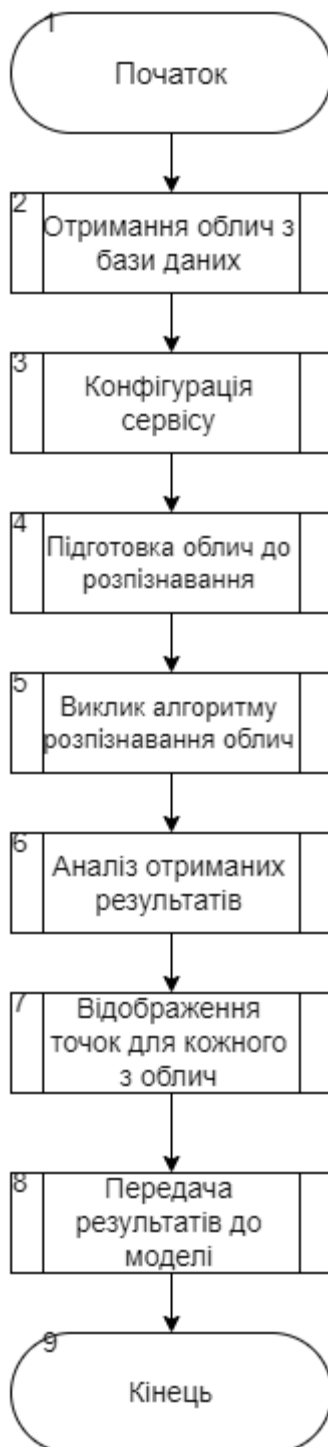 1
Початок
2
Отримання облич з
бази даних
3
Конфігурація
сервісу
4
Підготовка облич до
розпізнавання
5
Виклик алгоритму
розпізнавання облич
6
Аналіз отриманих
результатів
7
Відображення
точок для кожного
з облич
8
Передача
результатів до
моделі
9
Кінець